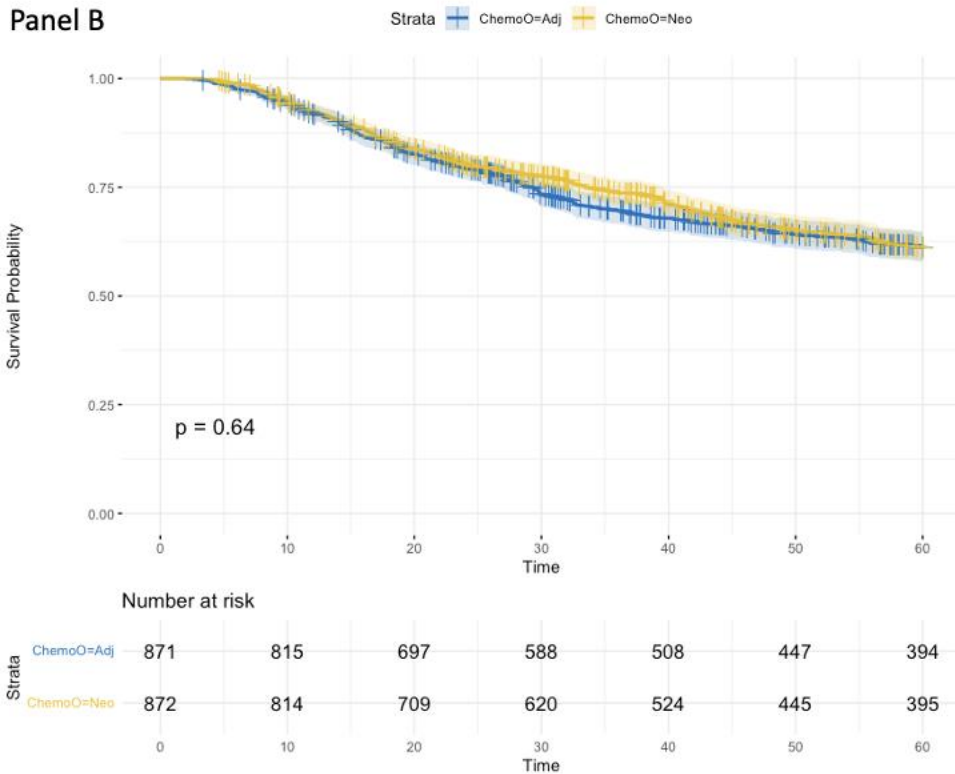 Panel B
Strata ChemoO=Adj ChemoO=Neo
Survival Probability
1.00
0.75
0.50
0.25
0.00
p = 0.64
0 10 20 30 40 50 60
Time
Number at risk
Strata
ChemoO=Adj 871 815 697 588 508 447 394
ChemoO=Neo 872 814 709 620 524 445 395
0 10 20 30 40 50 60
Time